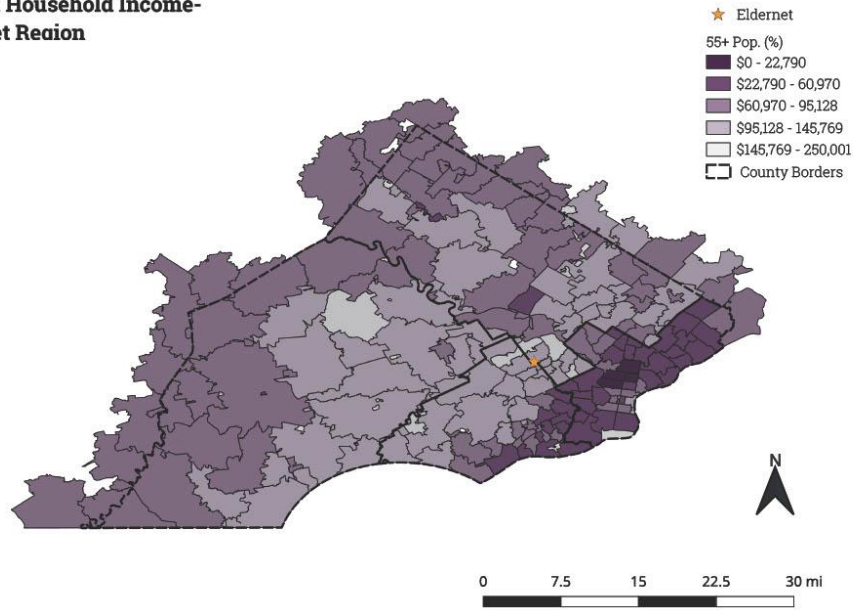 Household Income-
et Region
Eldernet
55+ Pop. (%)
$0 - 22,790
$22,790 - 60,970
$60,970 - 95,128
$95,128 - 145,769
$145,769 - 250,001
County Borders
N
0 7.5 15 22.5 30 mi